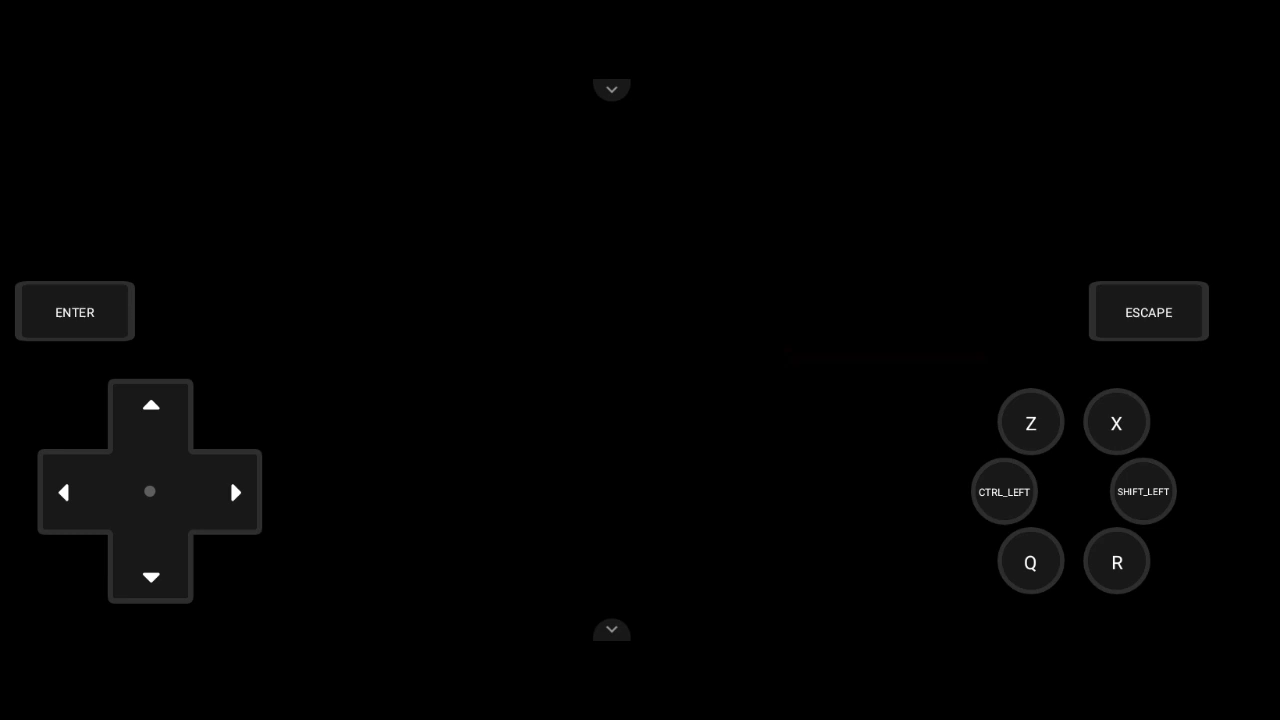 ENTER
ESCAPE
Z
X
CTRL_LEFT
SHIFT_LEFT
Q
R